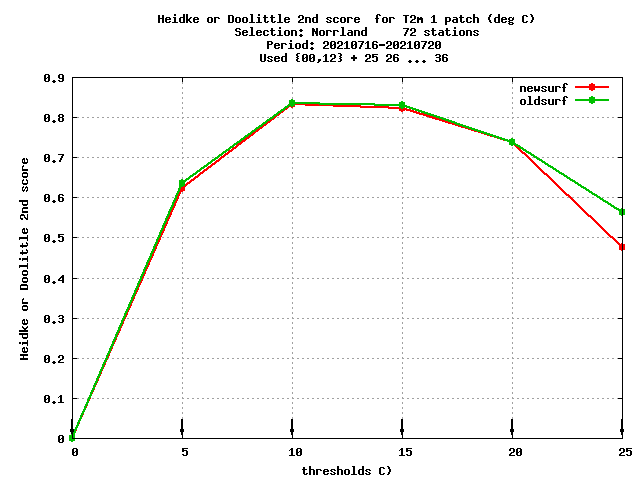 Heidke or Doolittle 2nd score  for T2m 1 patch (deg C)
Selection: Norrland     72 stations
Period: 20210716-20210720
Used {00,12} + 25 26 ... 36
newsurf
oldsurf
Heidke or Doolittle 2nd score
0.9
0.8
0.7
0.6
0.5
0.4
0.3
0.2
0.1
0
0 5 10 15 20 25
thresholds C)